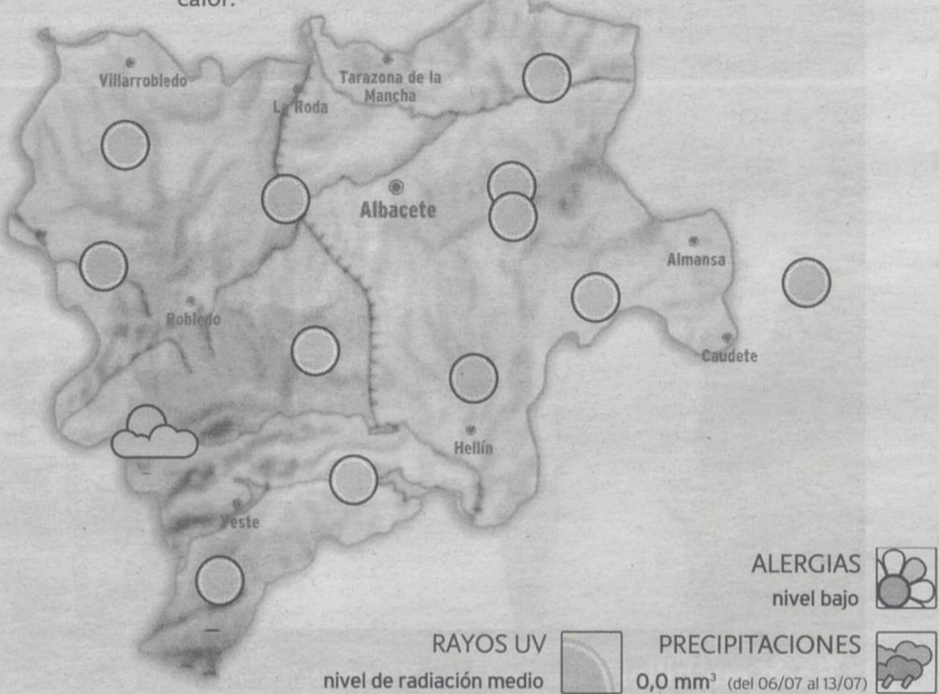 calor.
Villarrobledo
Tarazona de la
Mancha
La Roda
Albacete
Almansa
Robledo
Caudete
Hellín
Yeste
ALERGIAS
nivel bajo
RAYOS UV
nivel de radiación medio
PRECIPITACIONES
0,0 mm³ (del 06/07 al 13/07)